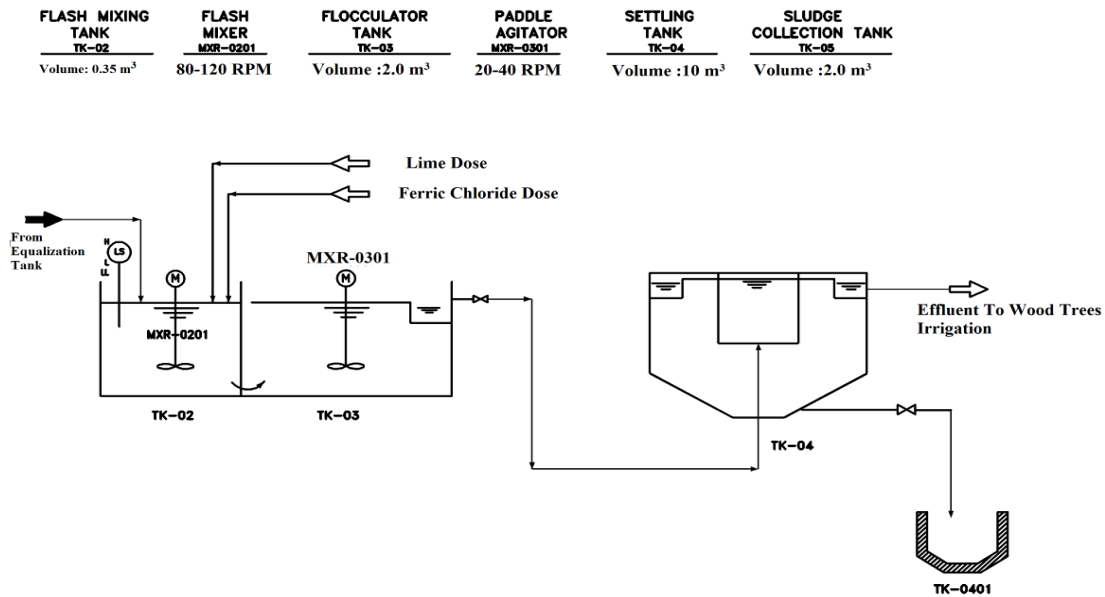 FLASH MIXING
TANK
TK-02
Volume: 0.35 m³
FLASH
MIXER
MXR-0201
80-120 RPM
FLOCCULATOR
TANK
TK-03
Volume :2.0 m³
PADDLE
AGITATOR
MXR-0301
20-40 RPM
SETTLING
TANK
TK-04
Volume :10 m³
SLUDGE
COLLECTION TANK
TK-05
Volume :2.0 m³
Lime Dose
Ferric Chloride Dose
From
Equalization
Tank
H
L
LL
LS
M
MXR-0201
MXR-0301
M
TK-02
TK-03
Effluent To Wood Trees
Irrigation
TK-04
TK-0401